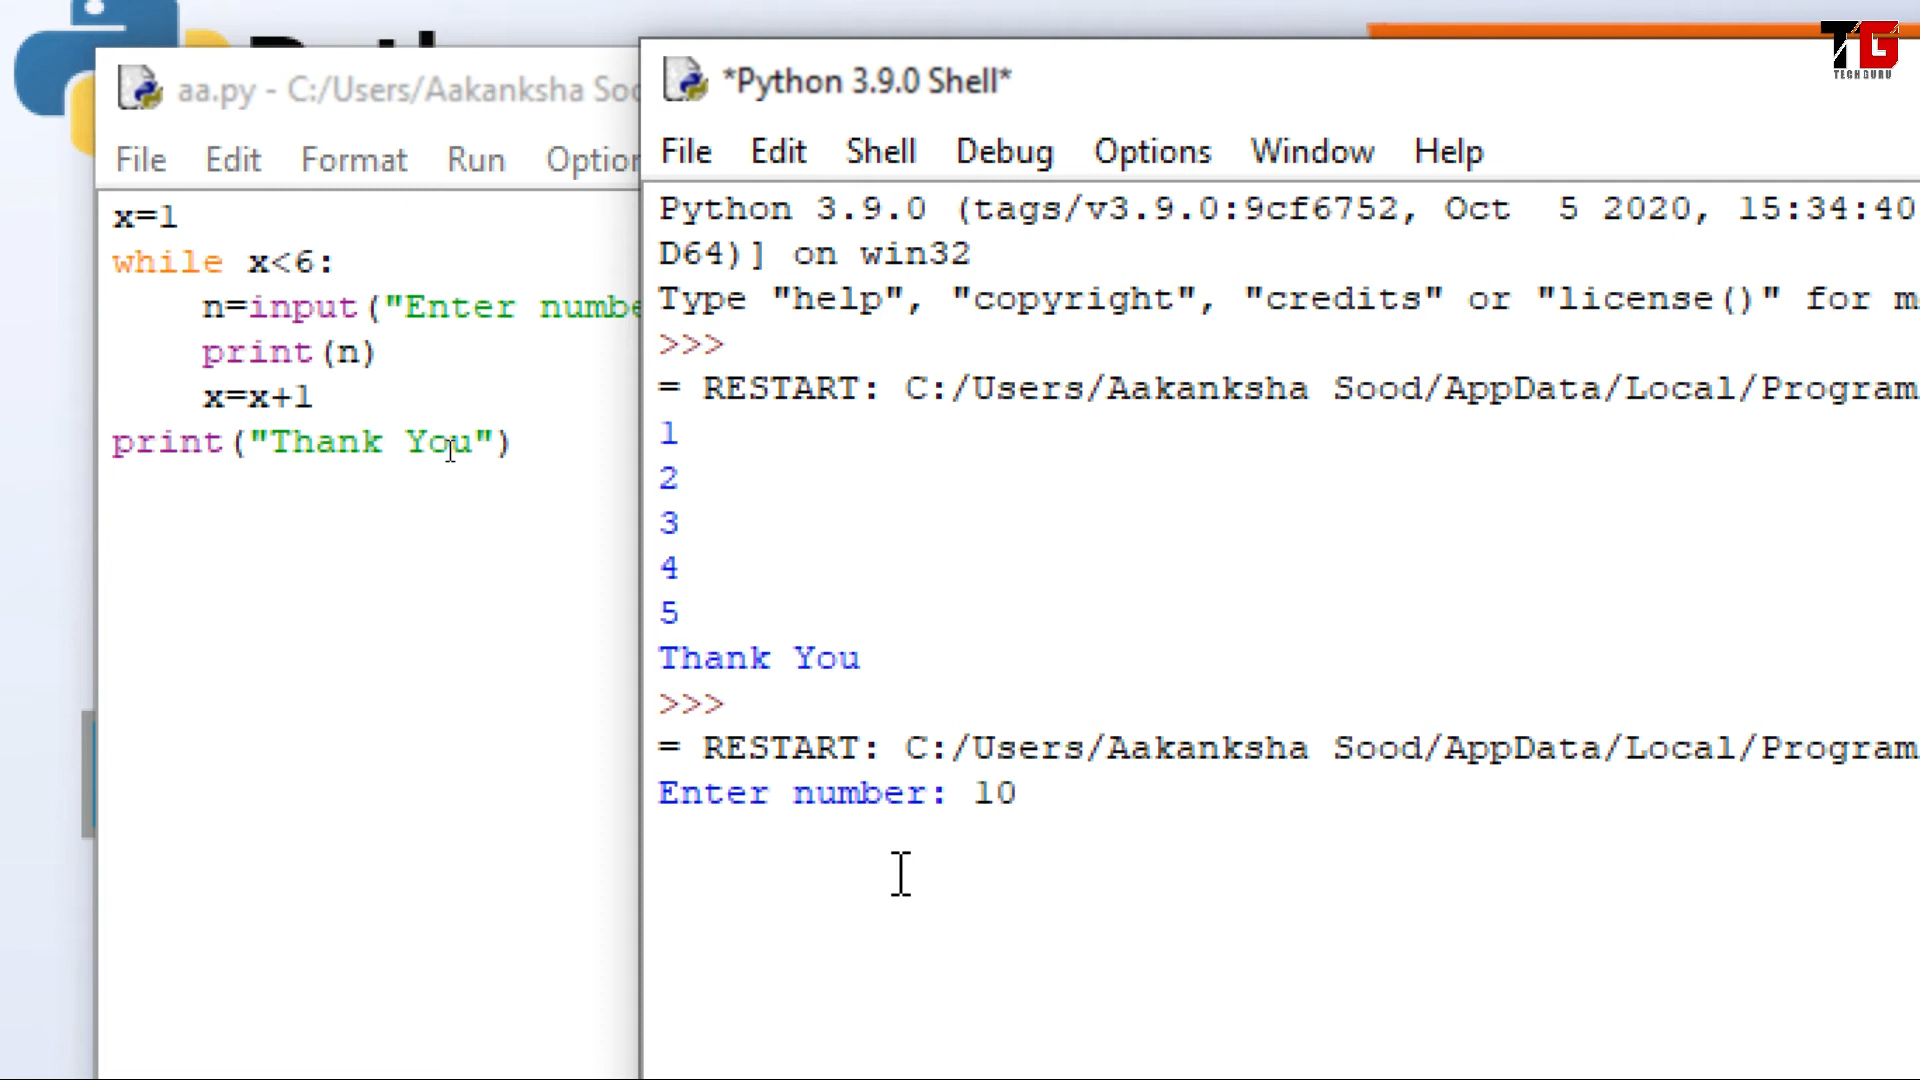 TG
TECHGURU
aa.py - C:/Users/Aakanksha
File Edit Format Run
x=1
while x<6:
n=input("Enter
print(n)
x=x+1
print("Thank You")
*Python 3.9.0 Shell*
File Edit Shell Debug Options Window Help
Python 3.9.0 (tags/v3.9.0:9cf6752, Oct 5 2020, 15:34:40
D64)] on win32
Type "help", "copyright", "credits" or "license()" for
>>>
= RESTART: C:/Users/Aakanksha Sood/AppData/Local/Program
1
2
3
4
5
Thank You
>>>
= RESTART: C:/Users/Aakanksha Sood/AppData/Local/Program
Enter number: 10